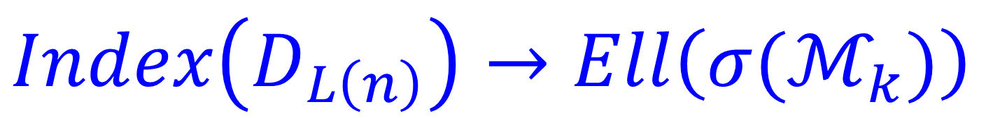 Index(D_{L(n)}) → Ell(σ(ℳ_k))